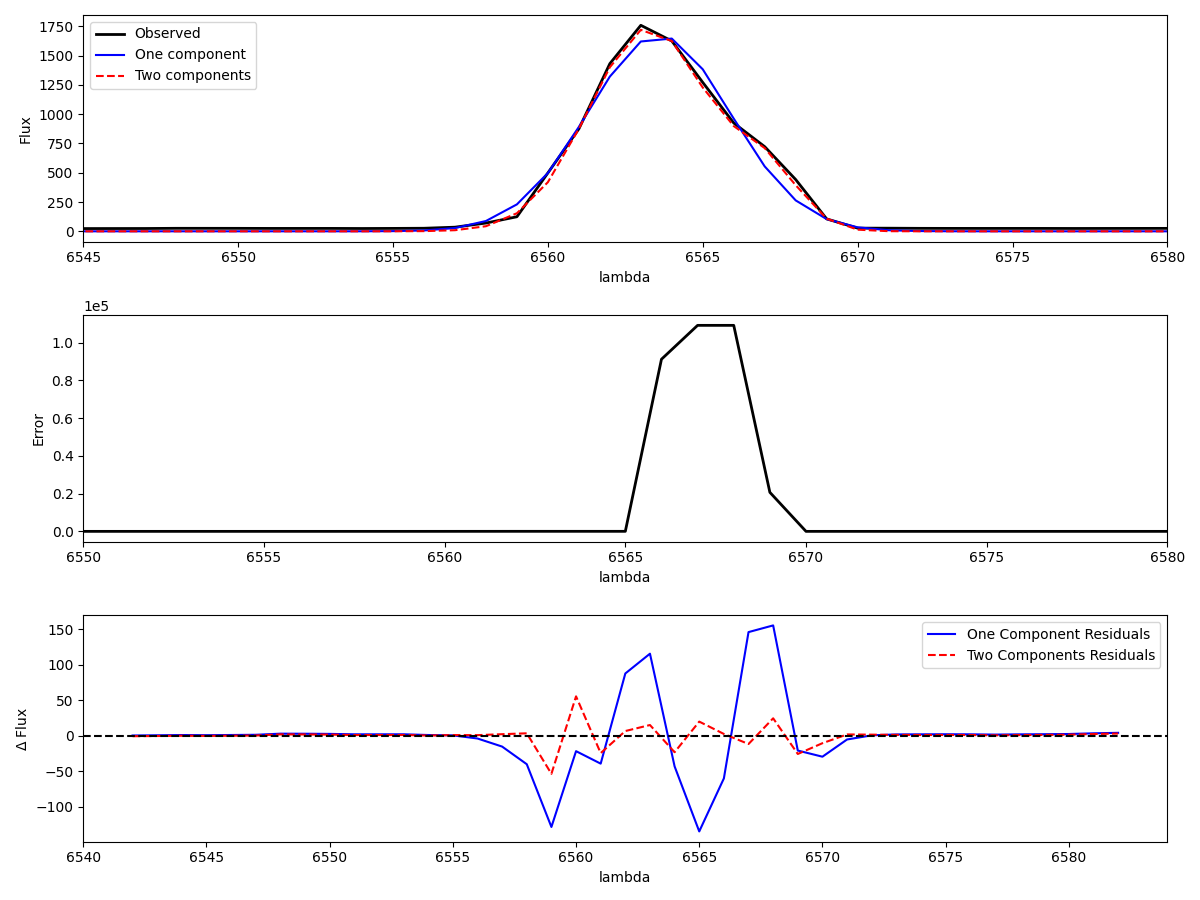 Flux
1750
1500
1250
1000
750
500
250
0
Observed
One component
Two components
6545 6550 6555 6560 6565 6570 6575 6580
lambda
1e5
Error
1.0
0.8
0.6
0.4
0.2
0.0
6550 6555 6560 6565 6570 6575 6580
lambda
Δ Flux
150
100
50
0
−50
−100
One Component Residuals
Two Components Residuals
6540 6545 6550 6555 6560 6565 6570 6575 6580
lambda